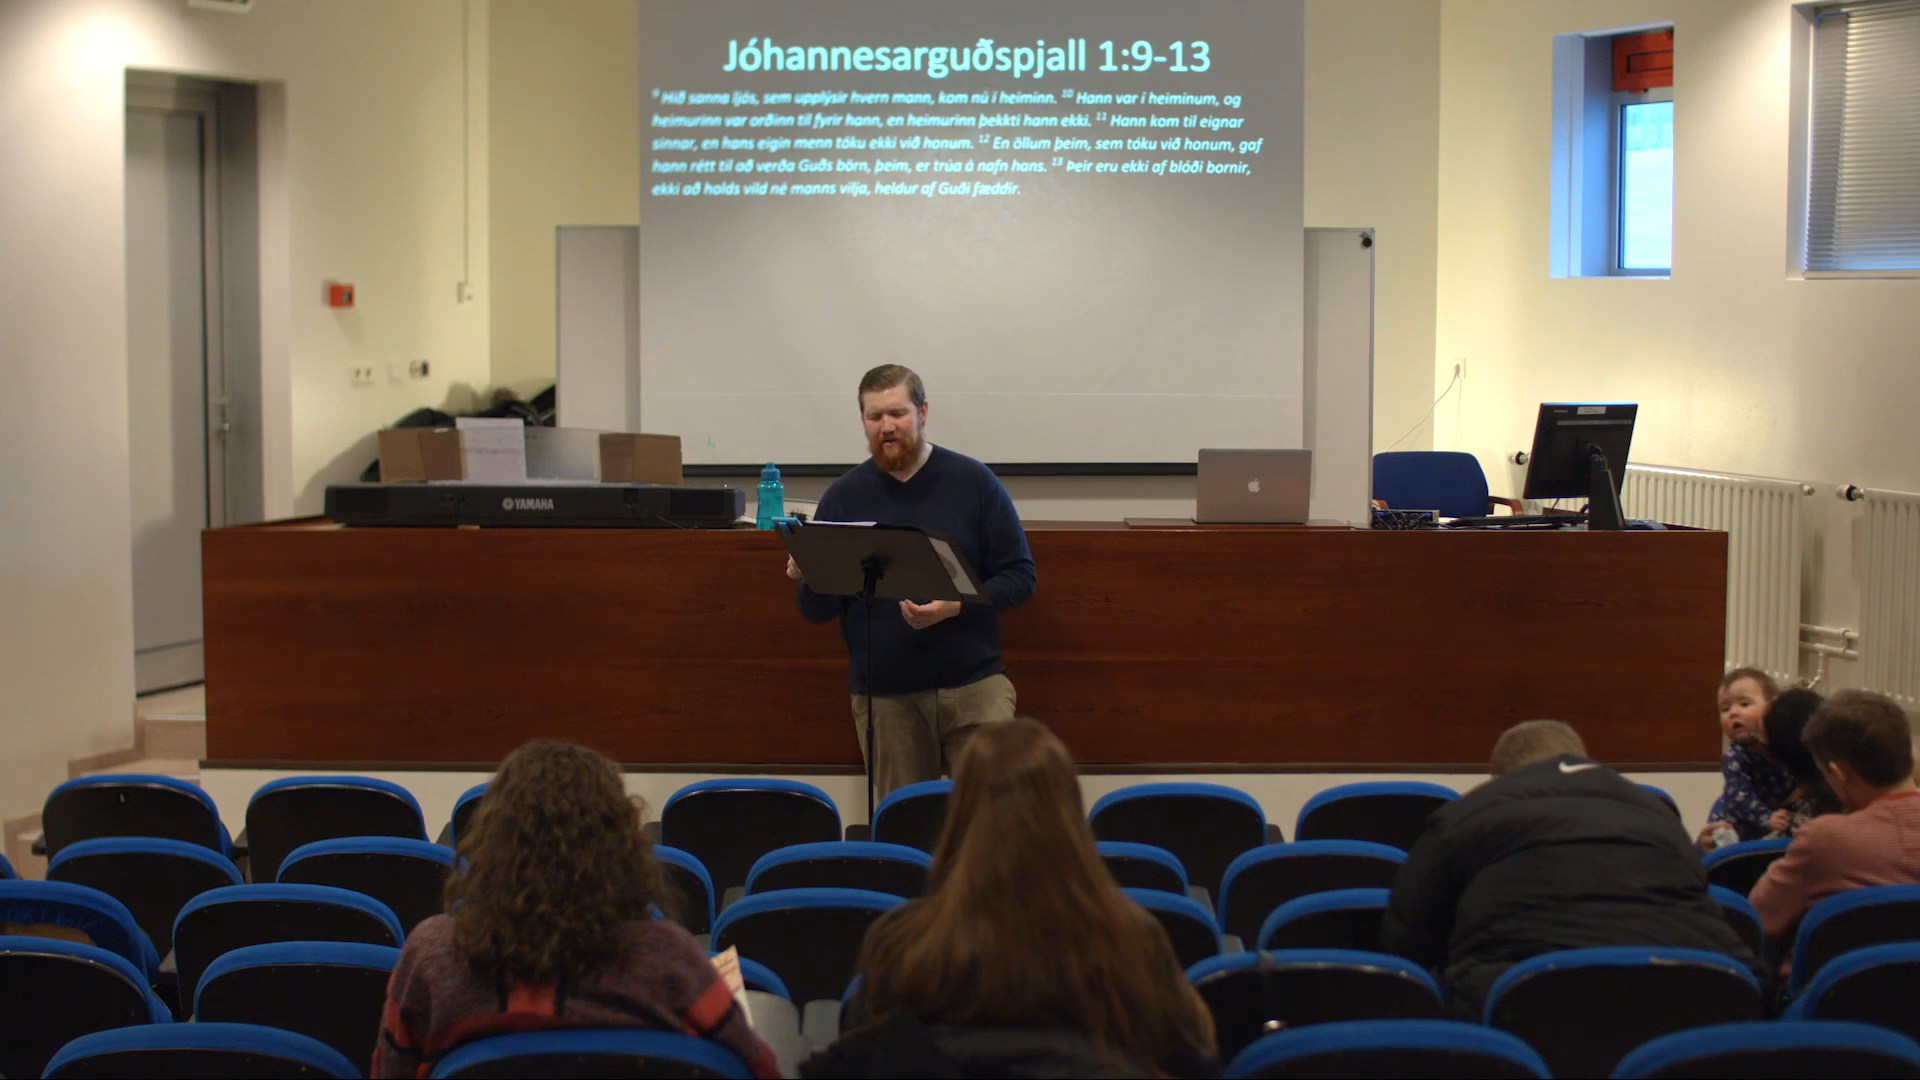 Jóhannesarguðspjall 1:9-13
⁹ Hið sanna ljós, sem upplýsir hvern mann, kom nú í heiminn. ¹⁰ Hann var í heiminum, og
heimurinn var orðinn til fyrir hann, en heimurinn þekkti hann ekki. ¹¹ Hann kom til eignar
sinnar, en hans eigin menn tóku ekki við honum. ¹² En öllum þeim, sem tóku við honum, gaf
hann rétt til að verða Guðs börn, þeim, er trúa á nafn hans. ¹³ Þeir eru ekki af blóði bornir,
ekki að holds vild né manns vilja, heldur af Guði fæddir.
YAMAHA